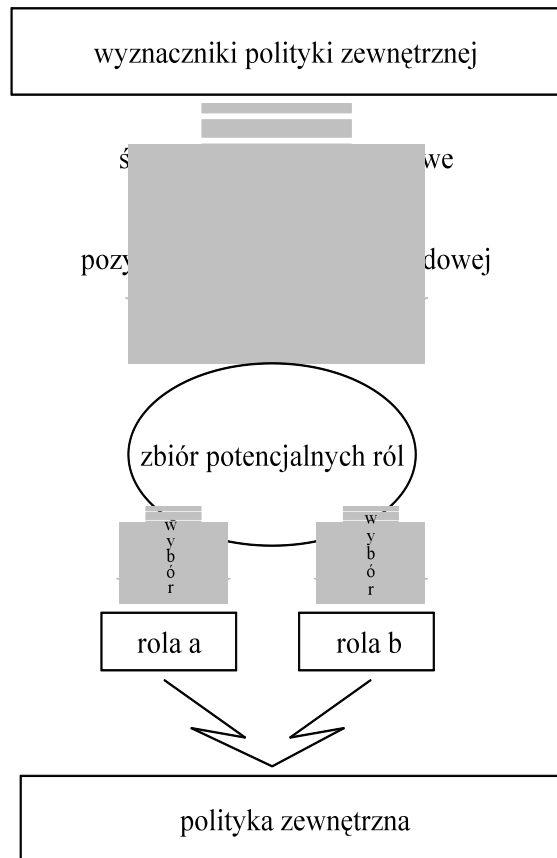 wyznaczniki polityki zewnętrznej
zbiór potencjalnych ról
wybór wybór
rola a rola b
polityka zewnętrzna